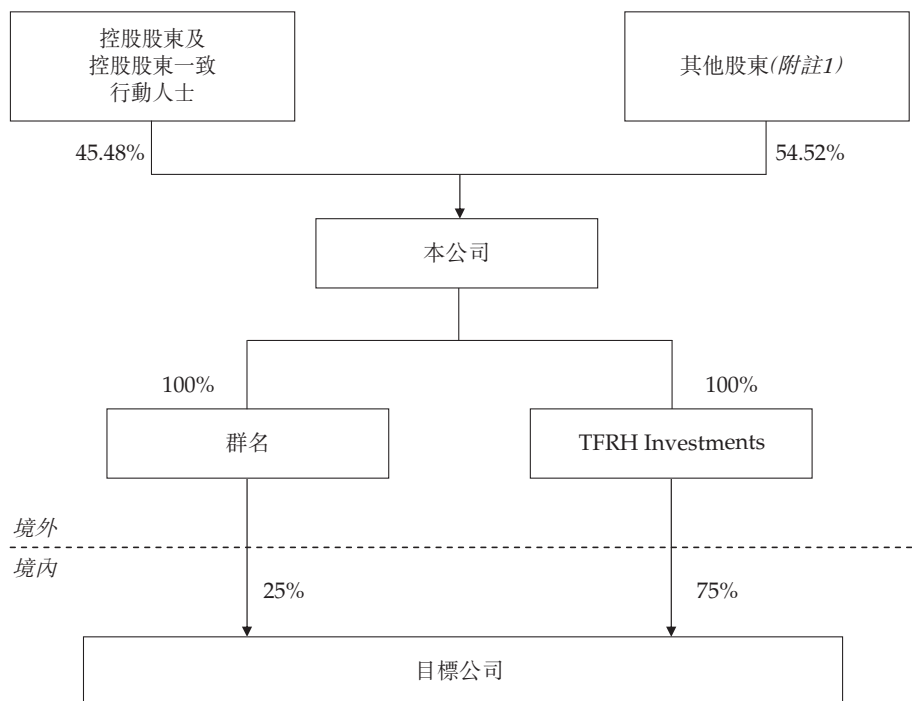 控股股東及
控股股東一致
行動人士
其他股東(附註1)
45.48%
54.52%
本公司
100%
100%
群名
TFRH Investments
境外
境內
25%
75%
目標公司